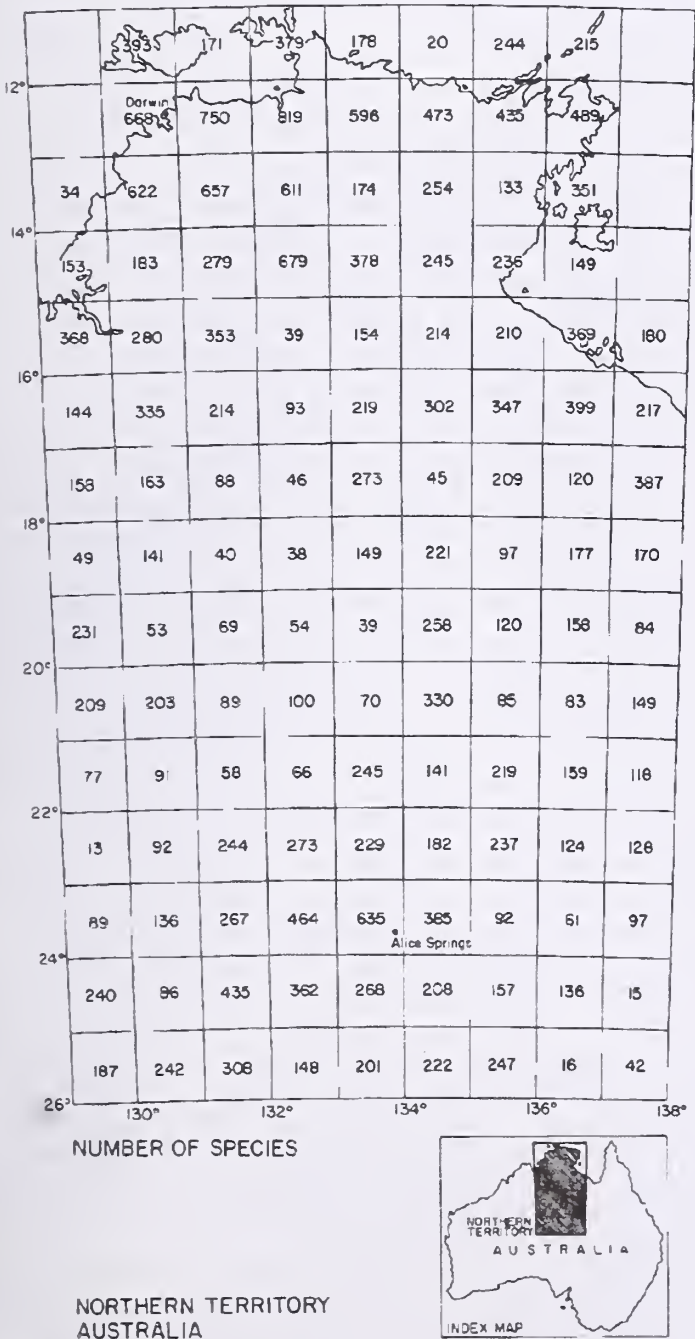 393 171 379 178 20 244 215
12°
Darwin
668 750 819 596 473 435 489
34 622 657 611 174 254 133 351
14°
153 183 279 679 378 245 236 149
368 280 353 39 154 214 210 369 180
16°
144 335 214 93 219 302 347 399 217
158 163 88 46 273 45 209 120 387
18°
49 141 40 38 149 221 97 177 170
231 53 69 54 39 258 120 158 84
20°
209 203 89 100 70 330 85 83 149
77 91 58 66 245 141 219 159 118
22°
13 92 244 273 229 182 237 124 128
89 136 267 464 635 385 92 61 97
Alice Springs
24°
240 96 435 362 268 208 157 136 15
187 242 308 148 201 222 247 16 42
26°
130° 132° 134° 136° 138°
NUMBER OF SPECIES
NORTHERN
TERRITORY
AUSTRALIA
INDEX MAP
NORTHERN TERRITORY
AUSTRALIA